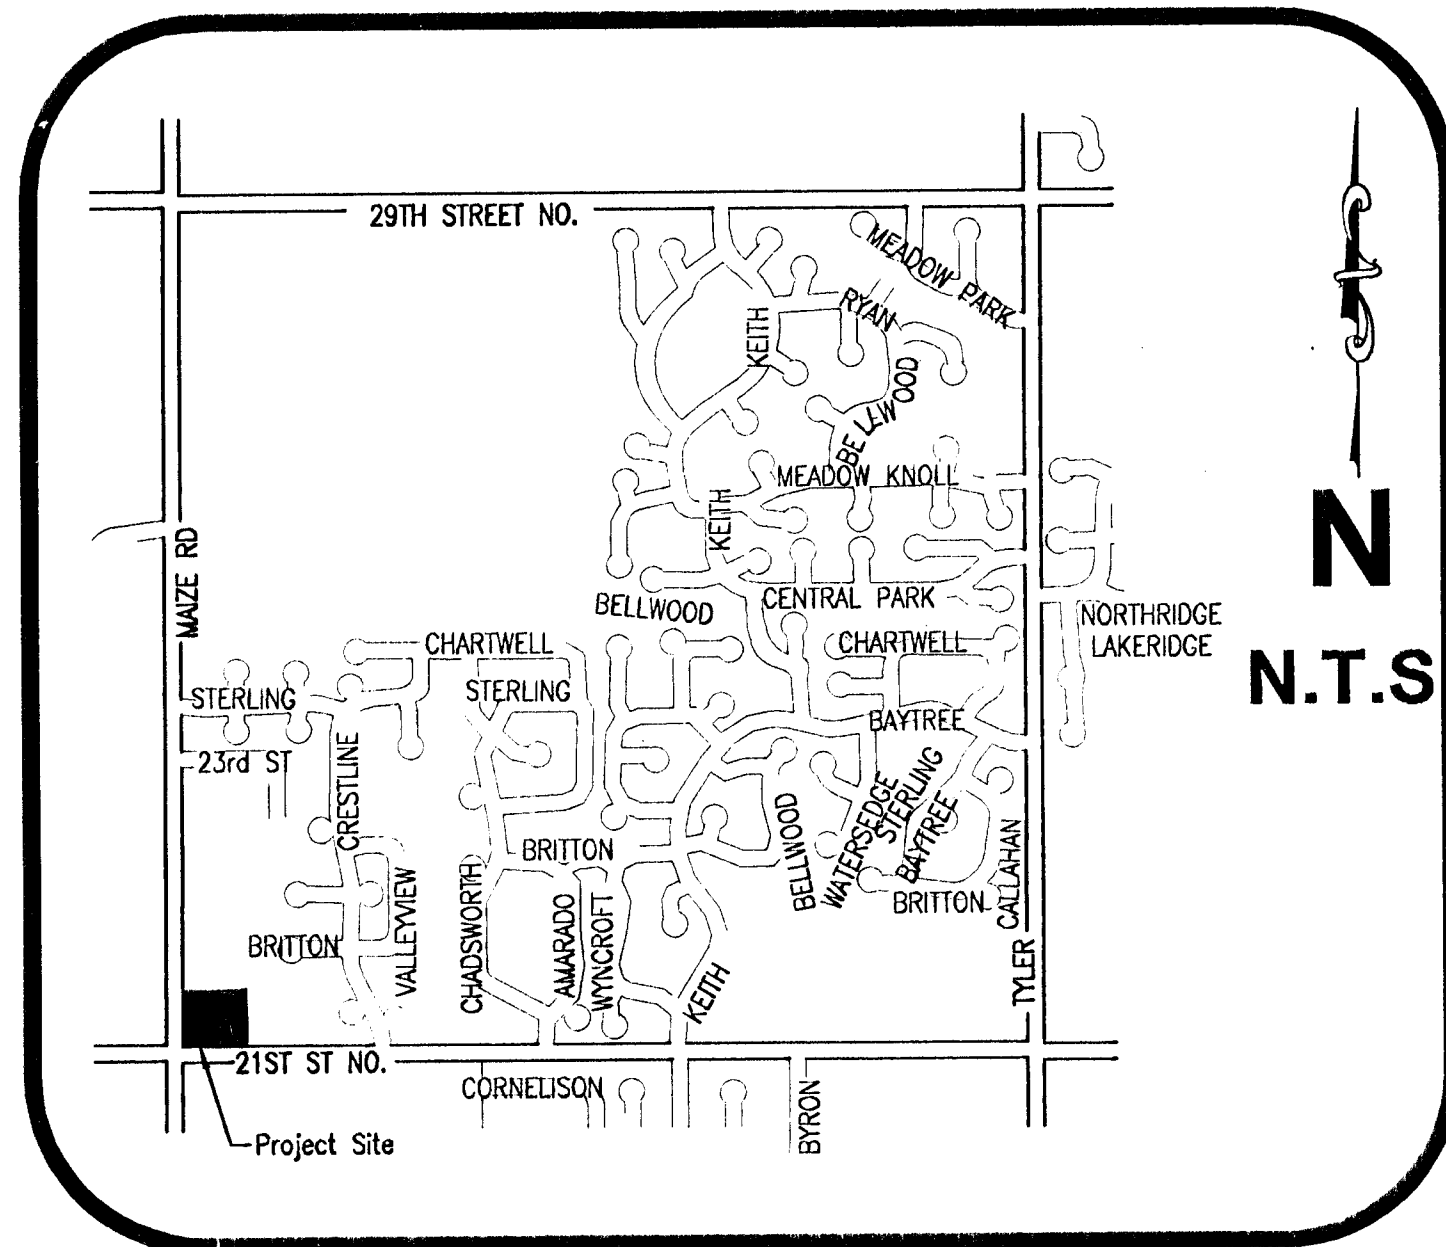 29TH STREET NO.
MEADOW PARK
RYAN
KEITH
BELLWOOD
MEADOW KNOLL
KEITH
N
MAIZE RD
BELLWOOD
CENTRAL PARK
NORTHRIDGE
LAKERIDGE
CHARTWELL
CHARTWELL
N.T.S
STERLING
STERLING
BAYTREE
23rd ST
CRESTLINE
BELLWOOD
WATERSEDGE
STERLING
BAYTREE
CALLAHAN
BRITTON
BRITTON
VALLEYVIEW
CHADSWORTH
AMARADO
WYNCROFT
BRITTON
KEITH
TYLER
21ST ST NO.
CORNELISON
BYRON
Project Site